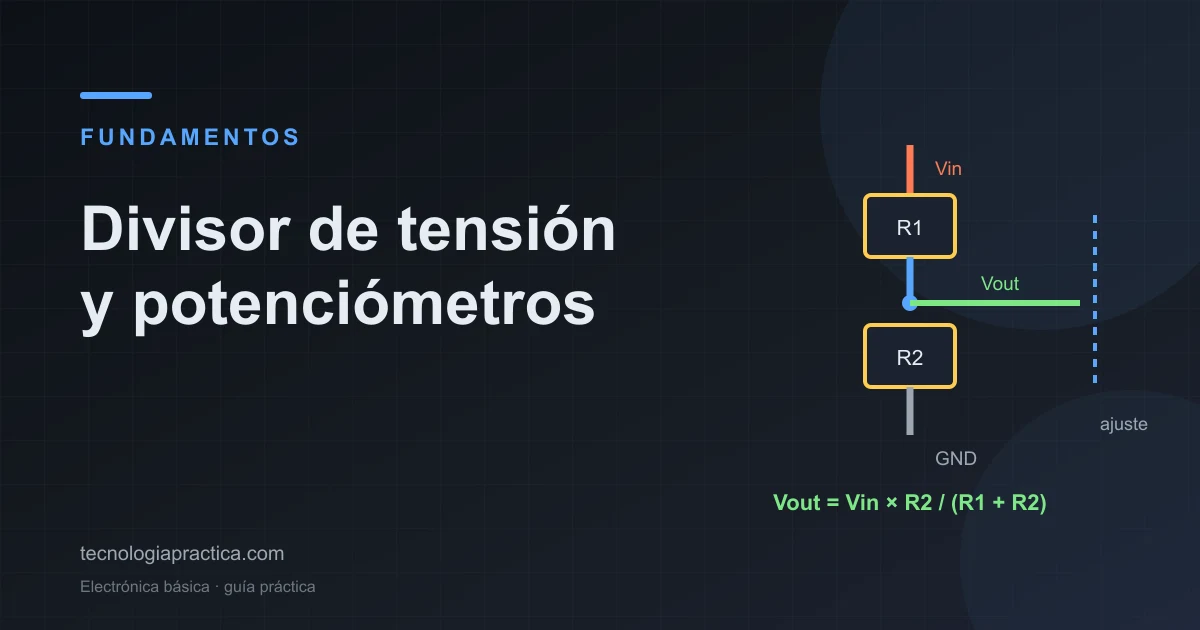 FUNDAMENTOS
Divisor de tensión
y potenciómetros
Vin
R1
Vout
R2
ajuste
GND
Vout = Vin × R2 / (R1 + R2)
tecnologiapractica.com
Electrónica básica · guía práctica